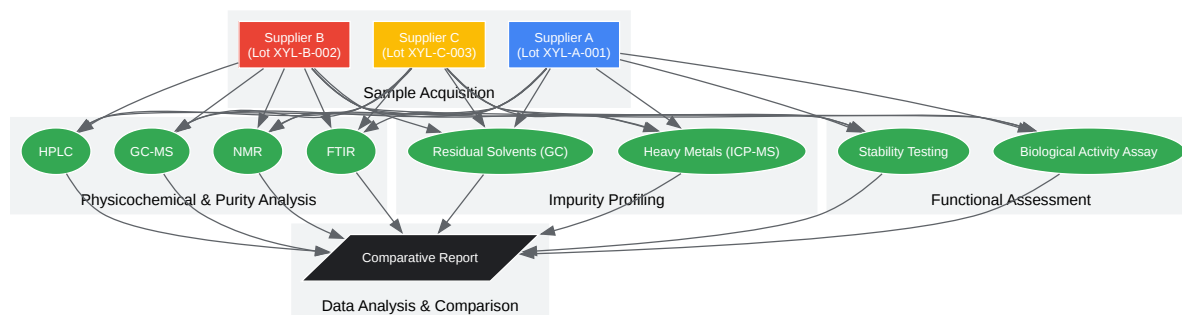 Supplier B
(Lot XYL-B-002)
Supplier C
(Lot XYL-C-003)
Supplier A
(Lot XYL-A-001)
Sample Acquisition
HPLC
GC-MS
NMR
FTIR
Residual Solvents (GC)
Heavy Metals (ICP-MS)
Stability Testing
Biological Activity Assay
Physicochemical & Purity Analysis
Impurity Profiling
Functional Assessment
Comparative Report
Data Analysis & Comparison